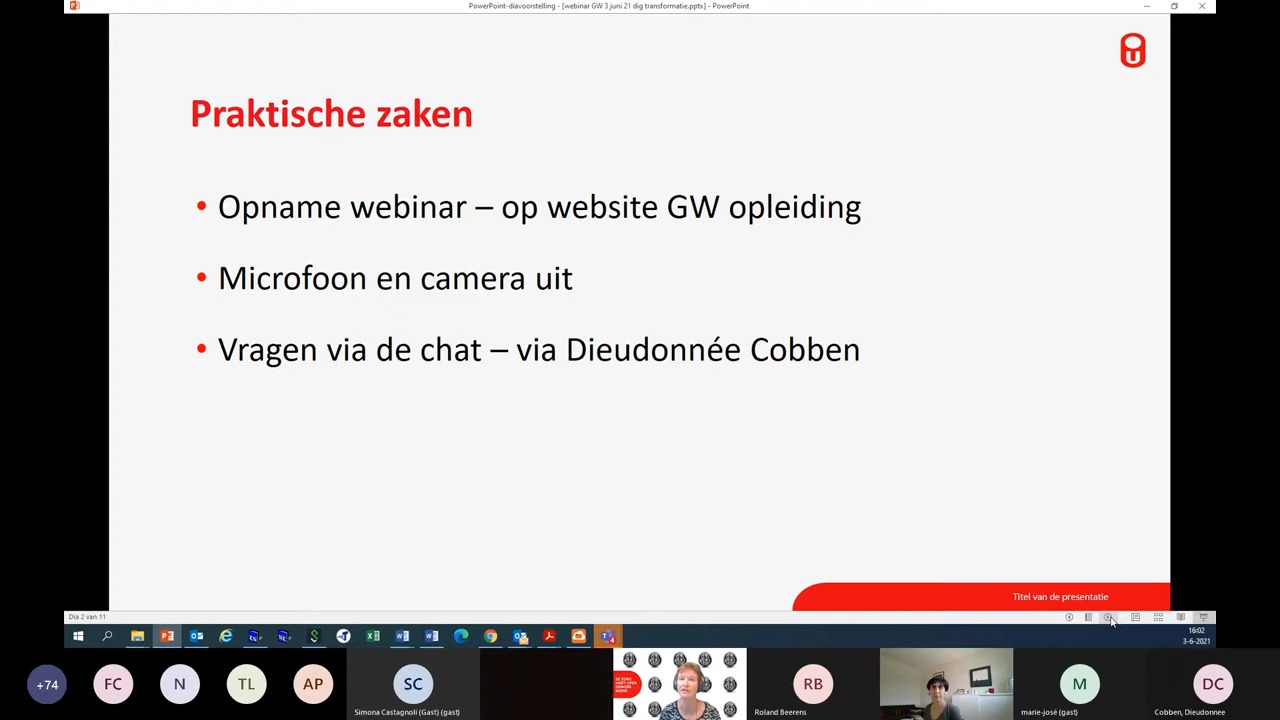 PowerPoint-diavoorstelling - [webinar GW 3 juni 21 dig transformatie.pptx] - PowerPoint
Praktische zaken
• Opname webinar – op website GW opleiding
• Microfoon en camera uit
• Vragen via de chat – via Dieudonnée Cobben
Titel van de presentatie
Dia 2 van 11
16:02
3-6-2021
+74
FC
N
TL
AP
SC
RB
M
DC
Simona Castagnoli (Gast) (gast)
Roland Beerens
marie-josé (gast)
Cobben, Dieudonnee